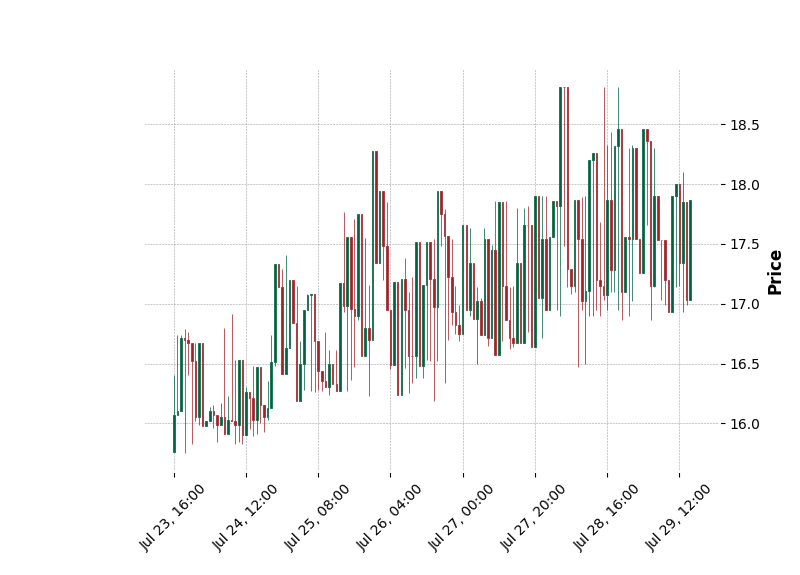 18.5
18.0
17.5
17.0
16.5
16.0
Price
Jul 23, 16:00
Jul 24, 12:00
Jul 25, 08:00
Jul 26, 04:00
Jul 27, 00:00
Jul 27, 20:00
Jul 28, 16:00
Jul 29, 12:00